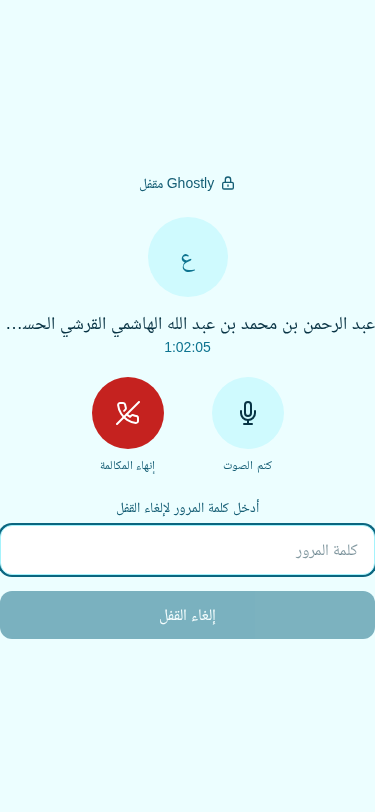 Ghostly مقفل
ع
عبد الرحمن بن محمد بن عبد الله الهاشمي القرشي الحسـ...
1:02:05
كتم الصوت
إنهاء المكالمة
أدخل كلمة المرور لإلغاء القفل
كلمة المرور
إلغاء القفل